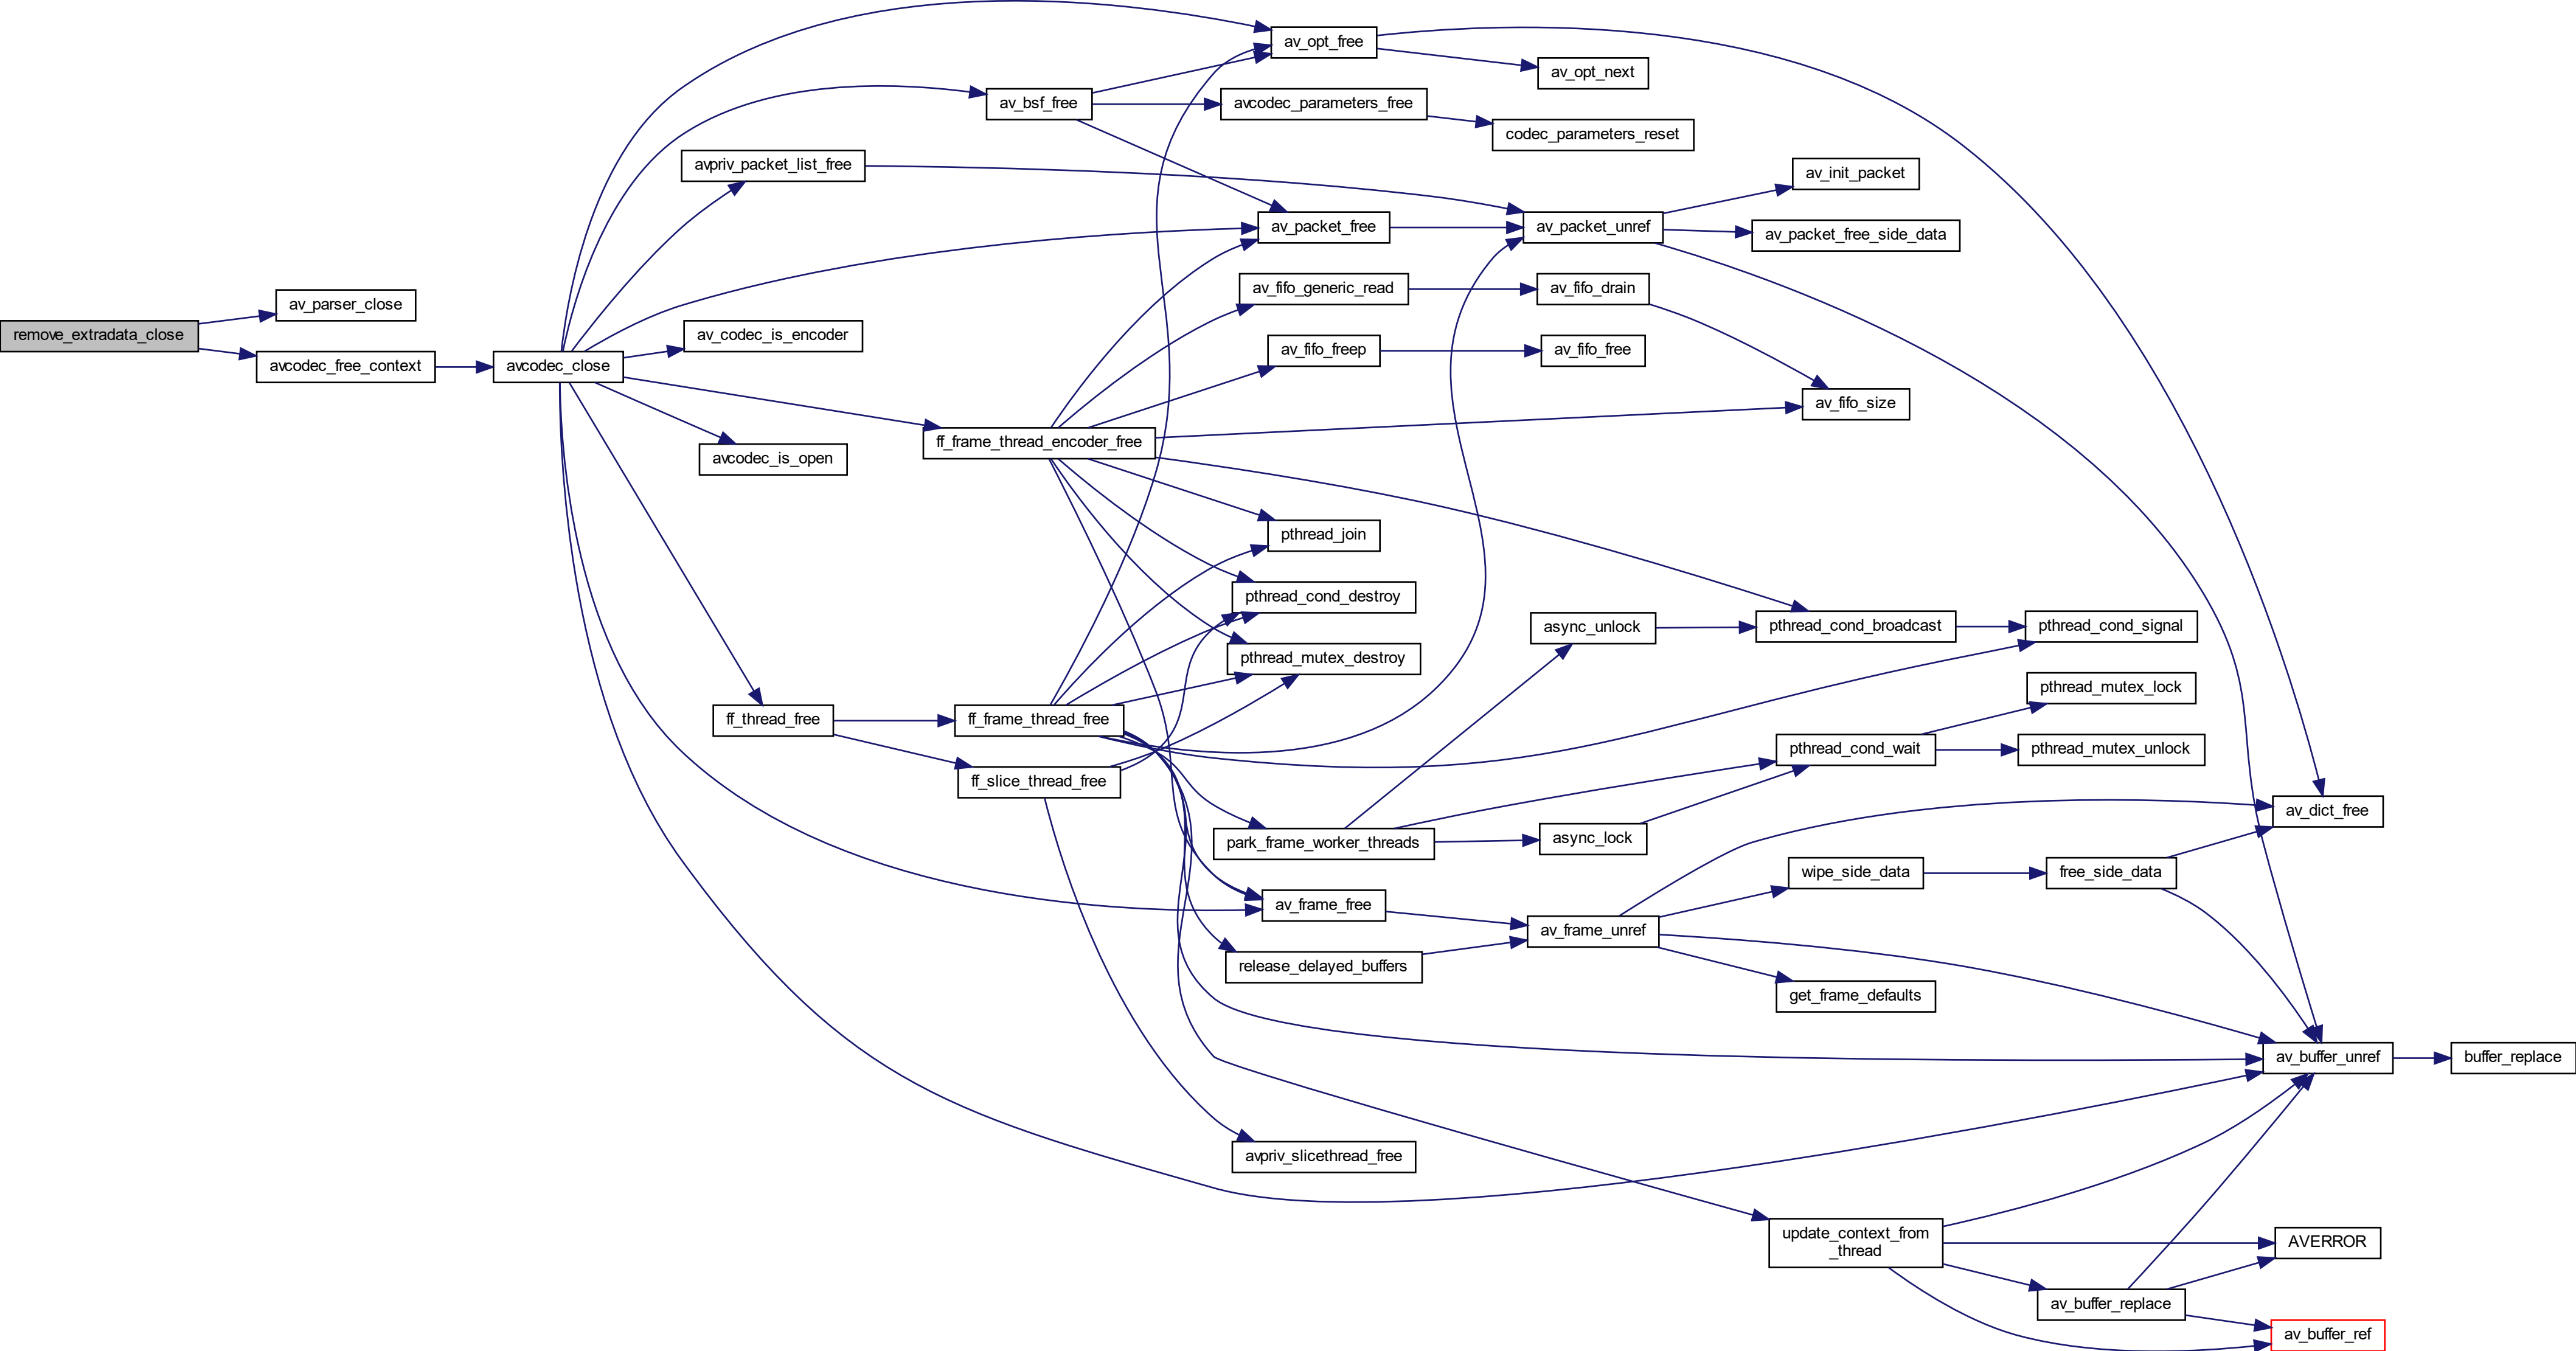 av_opt_free
av_opt_next
av_bsf_free
avcodec_parameters_free
codec_parameters_reset
avpriv_packet_list_free
av_init_packet
av_packet_free
av_packet_unref
av_packet_free_side_data
av_fifo_generic_read
av_fifo_drain
av_parser_close
remove_extradata_close
av_codec_is_encoder
avcodec_free_context
avcodec_close
av_fifo_freep
av_fifo_free
av_fifo_size
ff_frame_thread_encoder_free
avcodec_is_open
pthread_join
pthread_cond_destroy
async_unlock
pthread_cond_broadcast
pthread_cond_signal
pthread_mutex_destroy
pthread_mutex_lock
ff_thread_free
ff_frame_thread_free
pthread_cond_wait
pthread_mutex_unlock
ff_slice_thread_free
av_dict_free
park_frame_worker_threads
async_lock
wipe_side_data
free_side_data
av_frame_free
av_frame_unref
release_delayed_buffers
get_frame_defaults
av_buffer_unref
buffer_replace
avpriv_slicethread_free
update_context_from
_thread
AVERROR
av_buffer_replace
av_buffer_ref